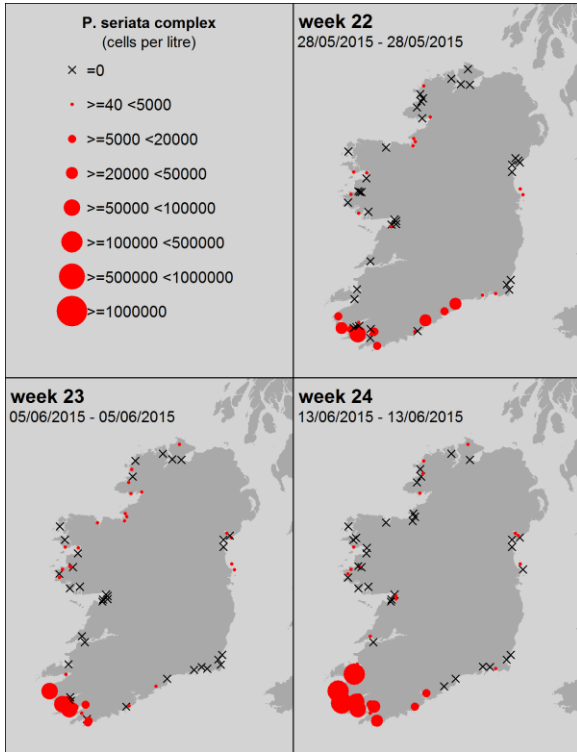 P. seriata complex
(cells per litre)
=0
>=40 <5000
>=5000 <20000
>=20000 <50000
>=50000 <100000
>=100000 <500000
>=500000 <1000000
>=1000000
week 22
28/05/2015 - 28/05/2015
week 23
05/06/2015 - 05/06/2015
week 24
13/06/2015 - 13/06/2015